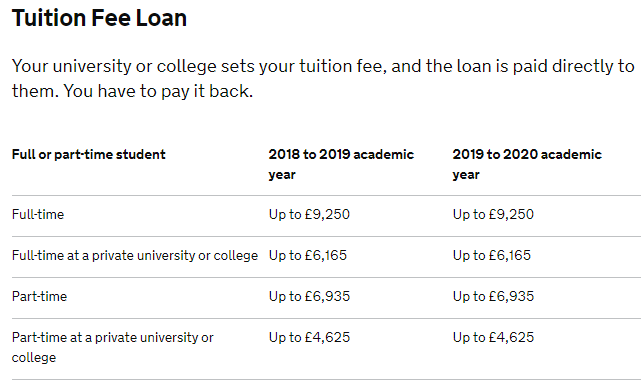 Tuition Fee Loan
Your university or college sets your tuition fee, and the loan is paid directly to
them. You have to pay it back.
Full or part-time student 2018 to 2019 academic year 2019 to 2020 academic year
Full-time Up to £9,250 Up to £9,250
Full-time at a private university or college Up to £6,165 Up to £6,165
Part-time Up to £6,935 Up to £6,935
Part-time at a private university or college Up to £4,625 Up to £4,625